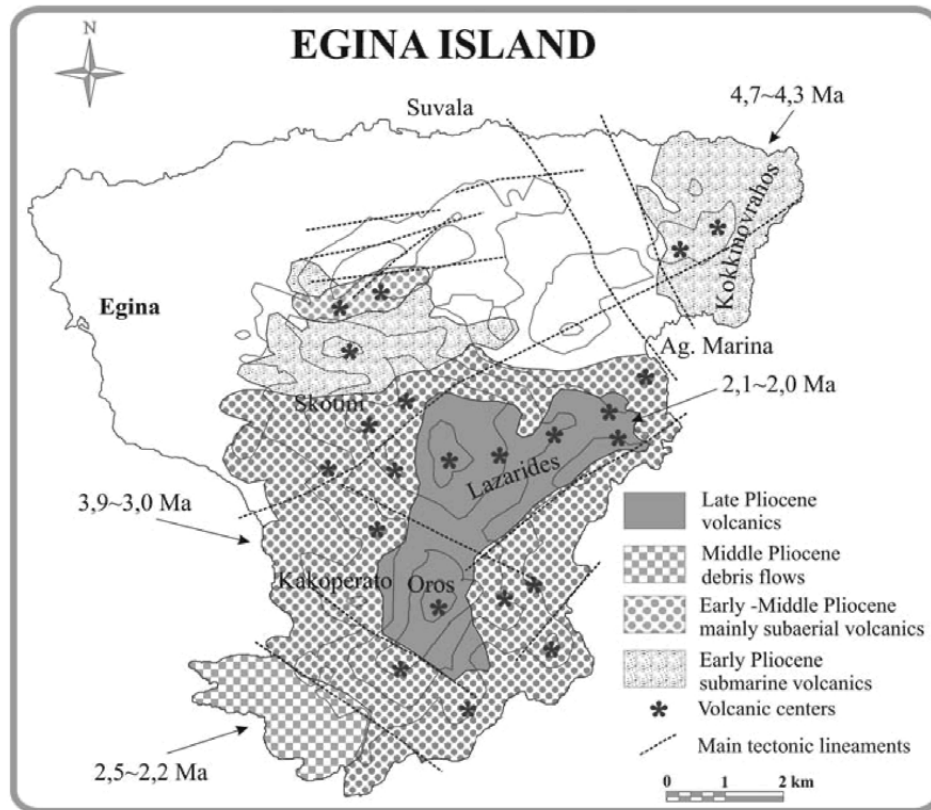 EGINA ISLAND
N
Suvala
4,7~4,3 Ma
Kokkinovrahos
Egina
Ag. Marina
2,1~2,0 Ma
Skotini
Lazarides
3,9~3,0 Ma
Kakoperato
Oros
2,5~2,2 Ma
Late Pliocene
volcanics
Middle Pliocene
debris flows
Early -Middle Pliocene
mainly subaerial volcanics
Early Pliocene
submarine volcanics
Volcanic centers
Main tectonic lineaments
0 1 2 km